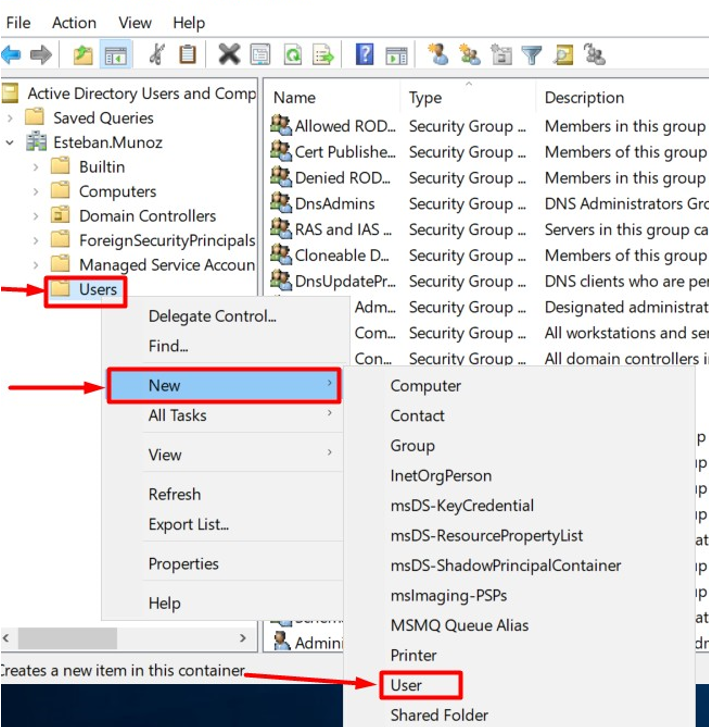 File Action View Help
Active Directory Users and Comp
Saved Queries
Esteban.Munoz
Builtin
Computers
Domain Controllers
ForeignSecurityPrincipals
Managed Service Accoun
Users
Name Type Description
Allowed ROD... Security Group ... Members in this group
Cert Publishe... Security Group ... Members of this group
Denied ROD... Security Group ... Members in this group
DnsAdmins Security Group ... DNS Administrators Gro
RAS and IAS ... Security Group ... Servers in this group ca
Cloneable D... Security Group ... Members of this group
DnsUpdatePr... Security Group ... DNS clients who are per
Adm... Security Group ... Designated administrat
Com... Security Group ... All workstations and ser
Con... Security Group ... All domain controllers i
Delegate Control...
Find...
New
All Tasks
View
Refresh
Export List...
Properties
Help
Computer
Contact
Group
InetOrgPerson
msDS-KeyCredential
msDS-ResourcePropertyList
msDS-ShadowPrincipalContainer
msImaging-PSPs
MSMQ Queue Alias
Printer
User
Shared Folder
Admini
Creates a new item in this container